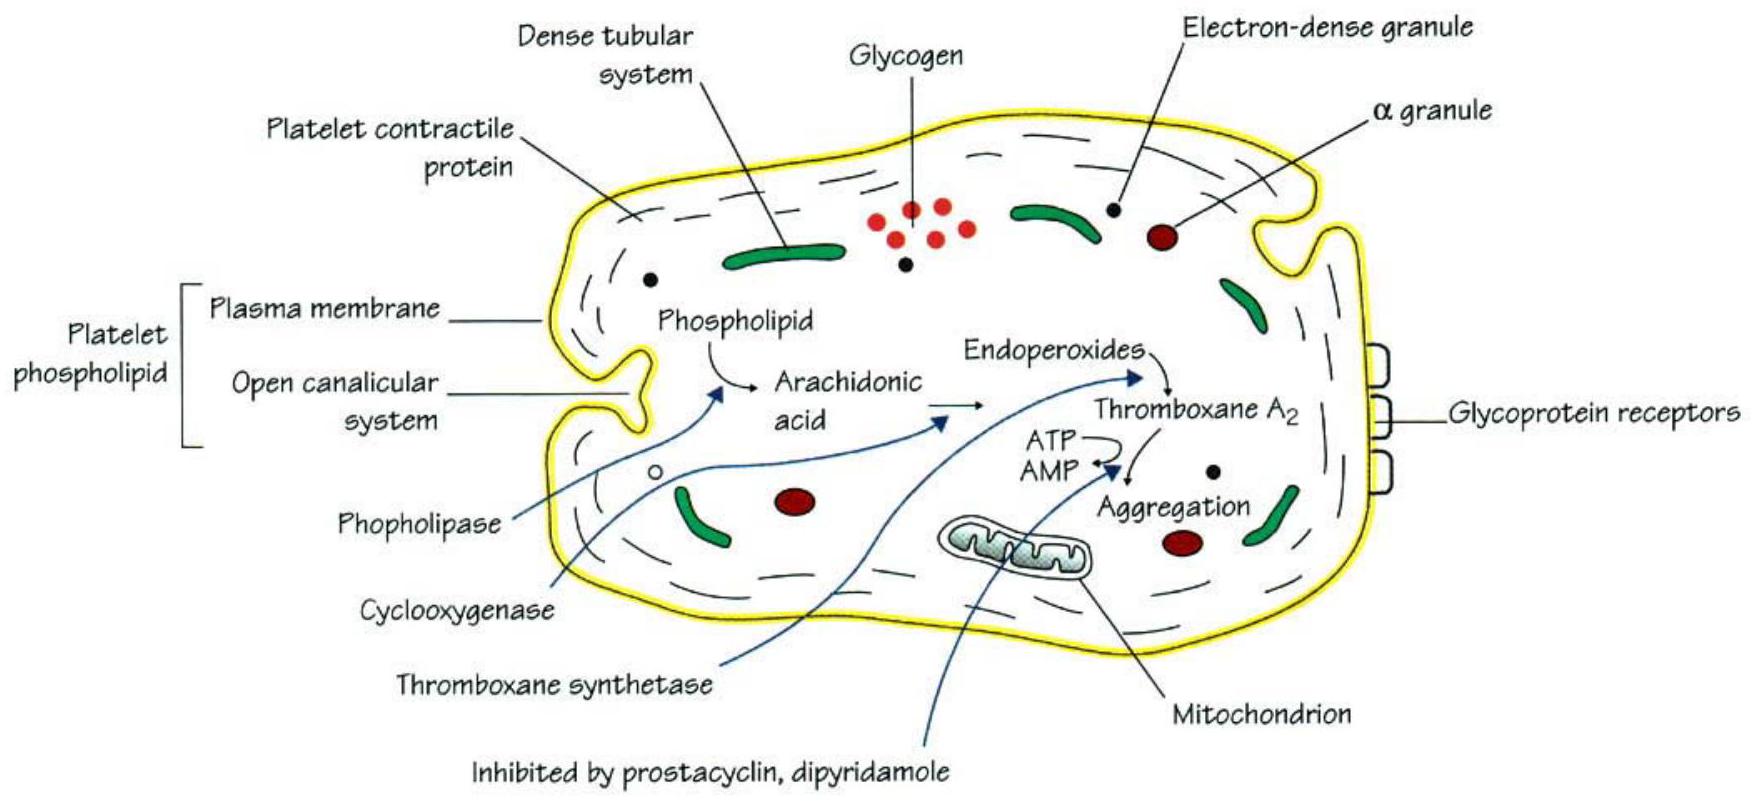 Dense tubular
system
Glycogen
Electron-dense granule
α granule
Platelet contractile
protein
Platelet
phospholipid
Plasma membrane
Open canalicular
system
Phospholipid
Arachidonic
acid
Endoperoxides
Thromboxane A₂
ATP
AMP
Aggregation
Glycoprotein receptors
Phopholipase
Cyclooxygenase
Thromboxane synthetase
Mitochondrion
Inhibited by prostacyclin, dipyridamole